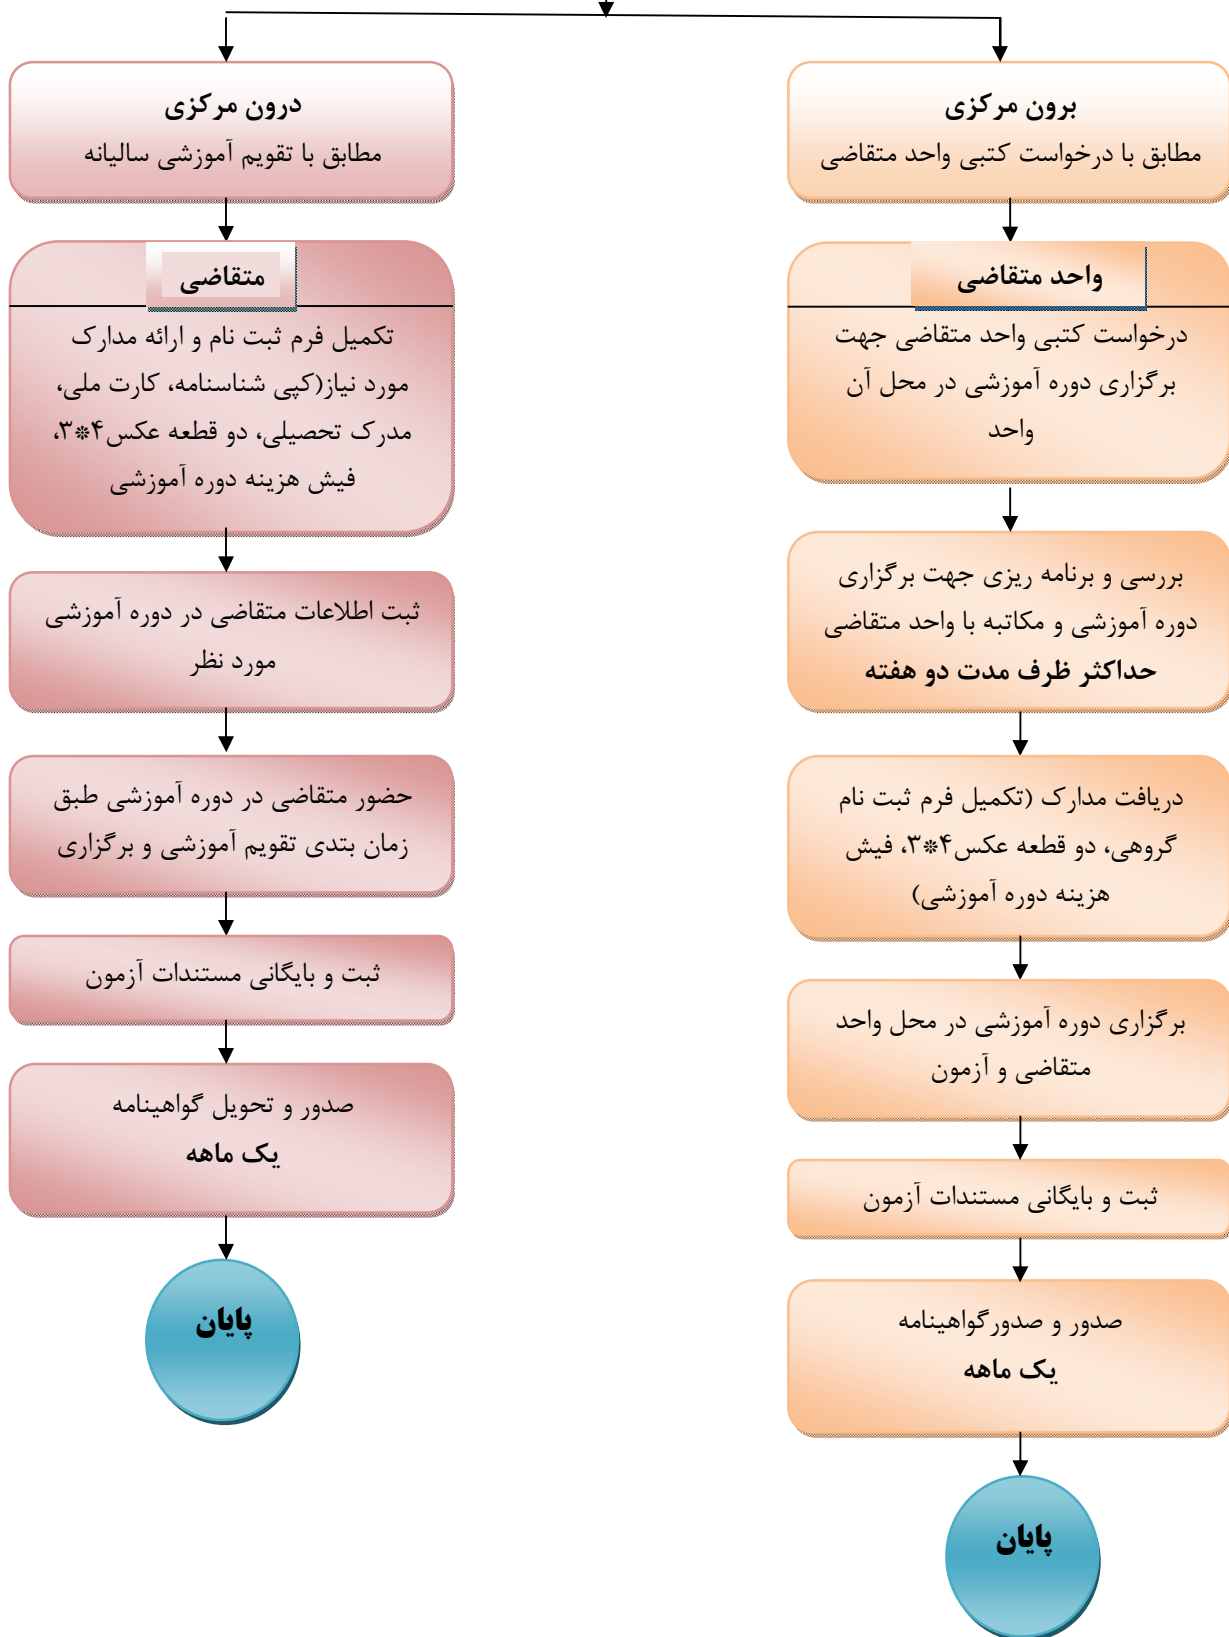 برون مرکزی
مطابق با درخواست کتبی واحد متقاضی
واحد متقاضی
درخواست کتبی واحد متقاضی جهت
برگزاری دوره آموزشی در محل آن
واحد
بررسی و برنامه ریزی جهت برگزاری
دوره آموزشی و مکاتبه با واحد متقاضی
حداکثر ظرف مدت دو هفته
دریافت مدارک (تکمیل فرم ثبت نام
گروهی، دو قطعه عکس۴*۳، فیش
هزینه دوره آموزشی)
برگزاری دوره آموزشی در محل واحد
متقاضی و آزمون
ثبت و بایگانی مستندات آزمون
صدور و صدورگواهینامه
یک ماهه
پایان
درون مرکزی
مطابق با تقویم آموزشی سالیانه
متقاضی
تکمیل فرم ثبت نام و ارائه مدارک
مورد نیاز(کپی شناسنامه، کارت ملی،
مدرک تحصیلی، دو قطعه عکس۴*۳،
فیش هزینه دوره آموزشی
ثبت اطلاعات متقاضی در دوره آموزشی
مورد نظر
حضور متقاضی در دوره آموزشی طبق
زمان بتدی تقویم آموزشی و برگزاری
ثبت و بایگانی مستندات آزمون
صدور و تحویل گواهینامه
یک ماهه
پایان